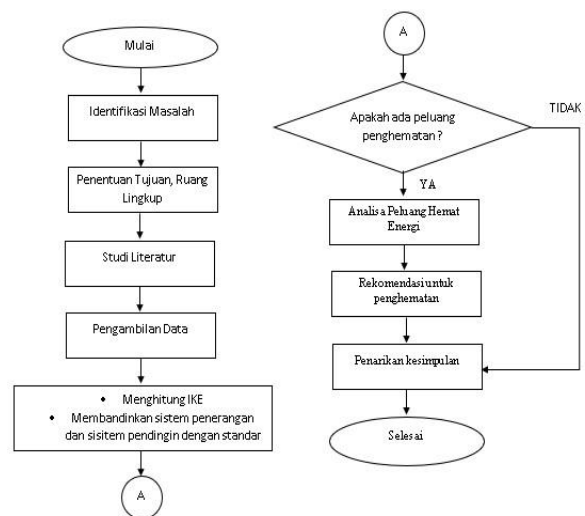 Mulai
Identifikasi Masalah
Penentuan Tujuan, Ruang
Lingkup
Studi Literatur
Pengambilan Data
• Menghitung IKE
• Membandinkan sistem penerangan
dan sisitem pendingin dengan standar
A
A
Apakah ada peluang
penghematan ?
TIDAK
YA
Analisa Peluang Hemat
Energi
Rekomendasi untuk
penghematan
Penarikan kesimpulan
Selesai